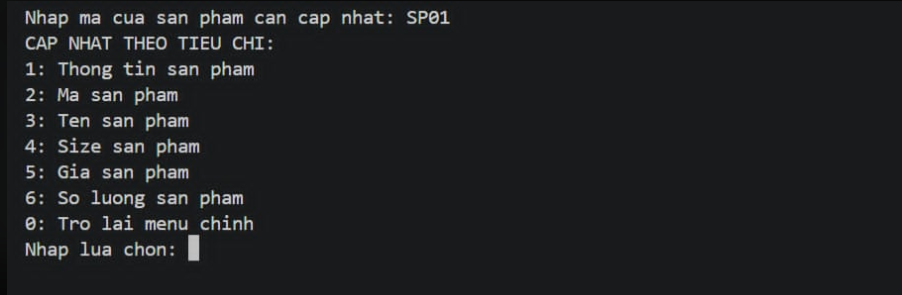 Nhap ma cua san pham can cap nhat: SP01
CAP NHAT THEO TIEU CHI:
1: Thong tin san pham
2: Ma san pham
3: Ten san pham
4: Size san pham
5: Gia san pham
6: So luong san pham
0: Tro lai menu chinh
Nhap lua chon: